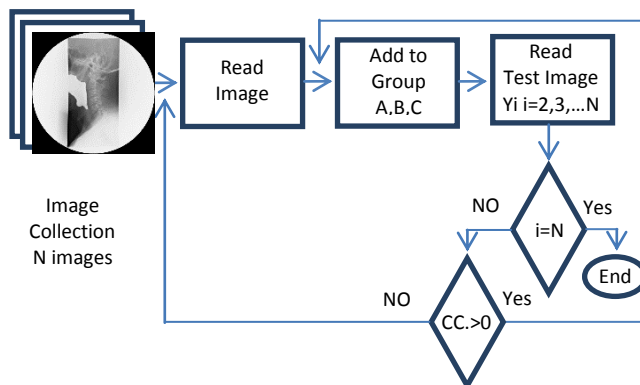 Read
Image
Add to
Group
A,B,C
Read
Test Image
Yi i=2,3,...N
Image
Collection
N images
NO
Yes
i=N
End
NO
Yes
CC.>0